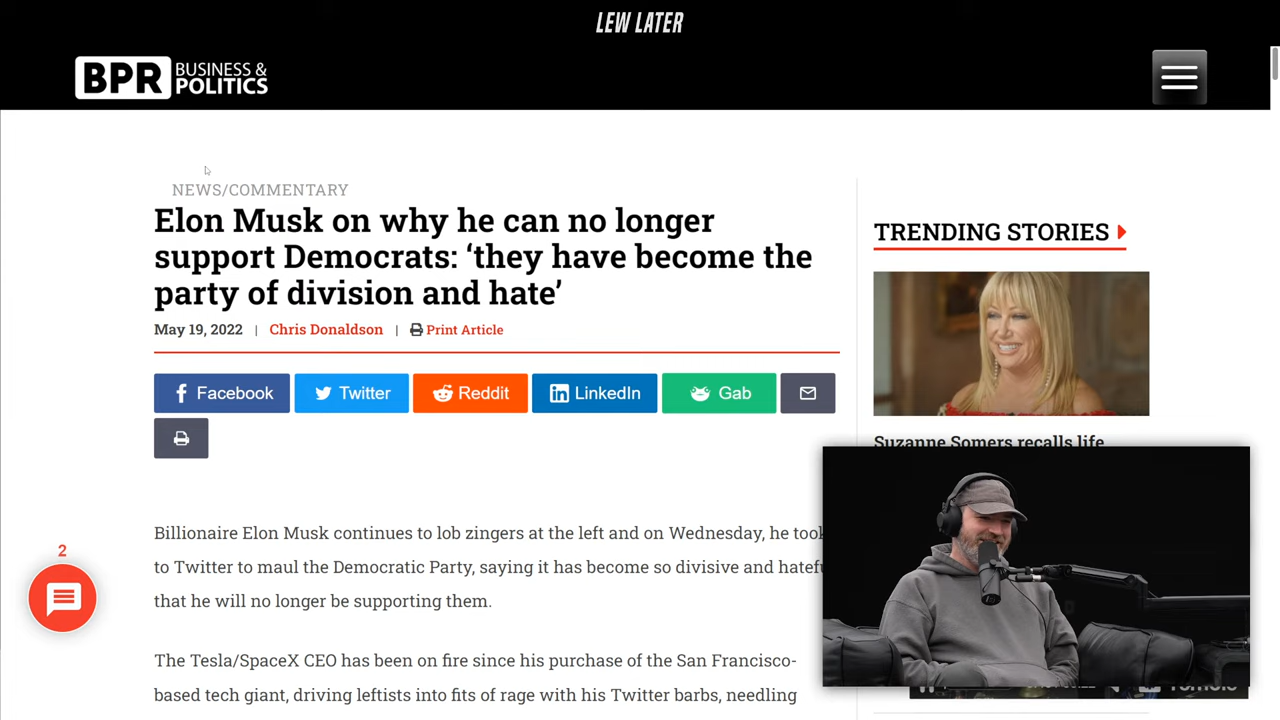 LEW LATER
BPR BUSINESS &
POLITICS
NEWS/COMMENTARY
Elon Musk on why he can no longer
support Democrats: ‘they have become the
party of division and hate’
May 19, 2022 | Chris Donaldson | Print Article
Facebook
Twitter
Reddit
LinkedIn
Gab
TRENDING STORIES
Suzanne Somers recalls life
2
Billionaire Elon Musk continues to lob zingers at the left and on Wednesday, he took
to Twitter to maul the Democratic Party, saying it has become so divisive and hateful
that he will no longer be supporting them.
The Tesla/SpaceX CEO has been on fire since his purchase of the San Francisco-
based tech giant, driving leftists into fits of rage with his Twitter barbs, needling